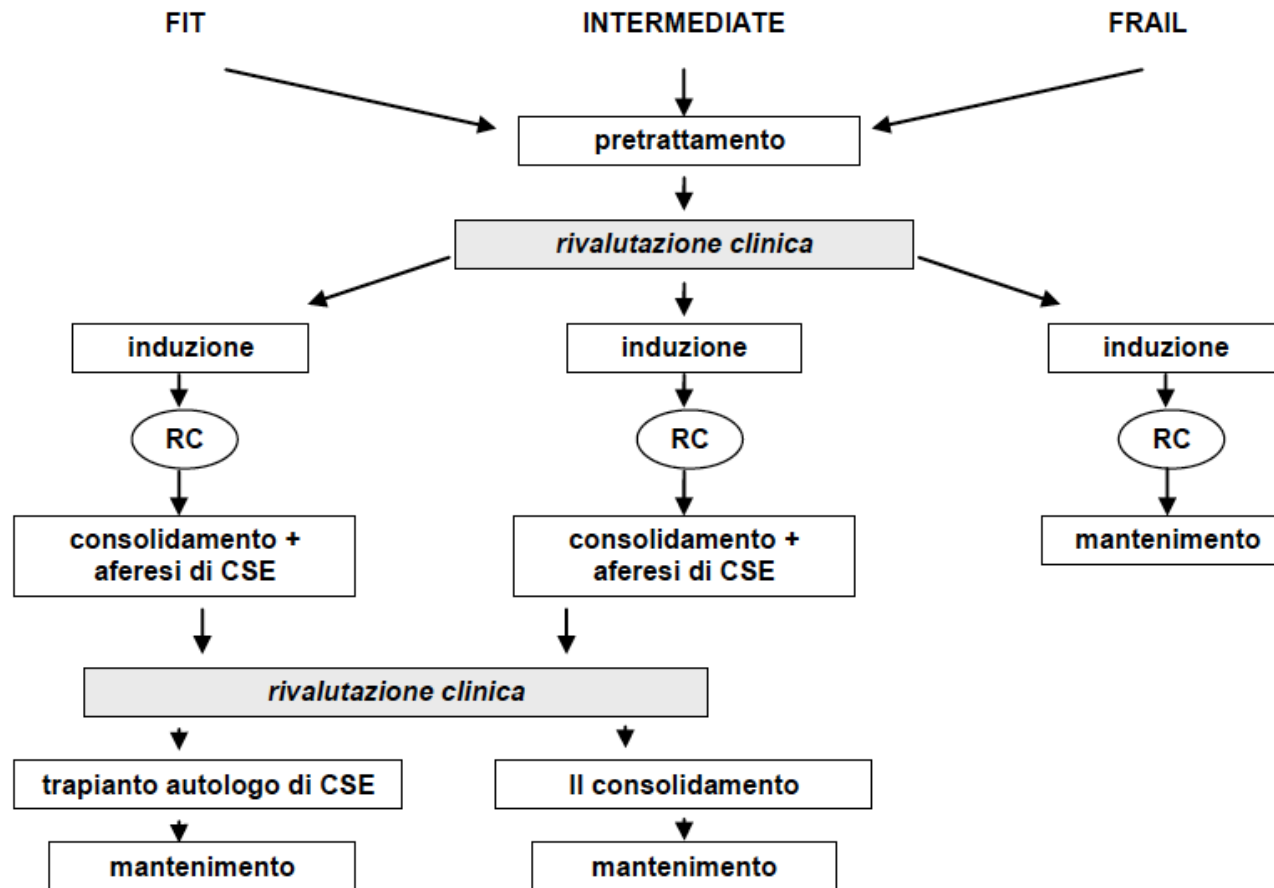 FIT
INTERMEDIATE
FRAIL
pretrattamento
rivalutazione clinica
induzione
induzione
induzione
RC
RC
RC
consolidamento +
aferesi di CSE
consolidamento +
aferesi di CSE
mantenimento
rivalutazione clinica
trapianto autologo di CSE
II consolidamento
mantenimento
mantenimento